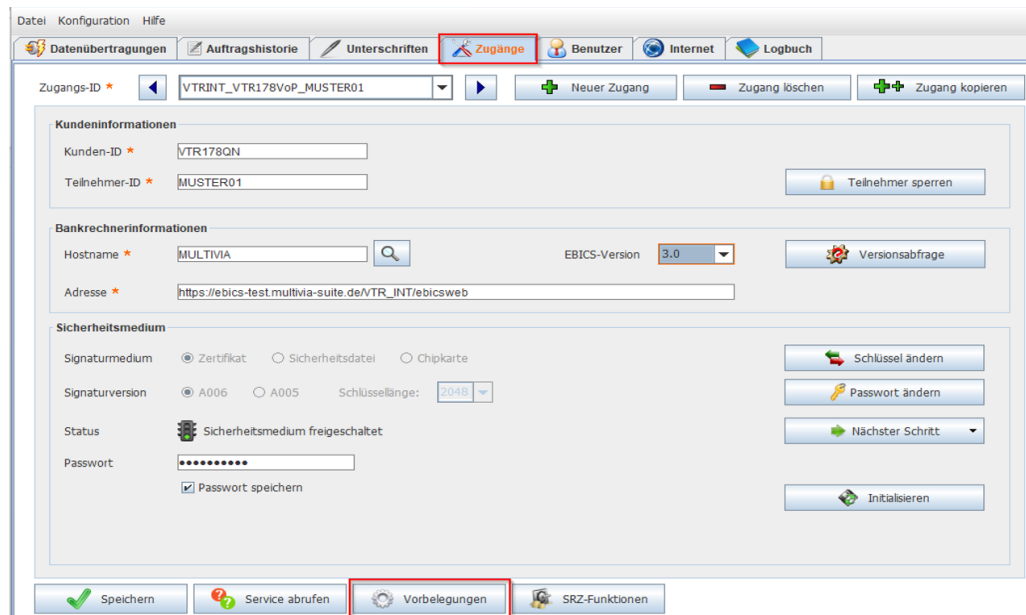 Datei Konfiguration Hilfe
Datenübertragungen Auftragshistorie Unterschriften Zugänge Benutzer Internet Logbuch
Zugangs-ID * VTRINT_VTR178VoP_MUSTER01 Neuer Zugang Zugang löschen Zugang kopieren
Kundeninformationen
Kunden-ID * VTR178QN
Teilnehmer-ID * MUSTER01 Teilnehmer sperren
Bankrechnerinformationen
Hostname * MULTIVIA EBICS-Version 3.0 Versionsabfrage
Adresse * https://ebics-test.multivia-suite.de/VTR_INT/ebicsweb
Sicherheitsmedium
Signaturmedium Zertifikat Sicherheitsdatei Chipkarte Schlüssel ändern
Signaturversion A006 A005 Schlüssellänge: 2048 Passwort ändern
Status Sicherheitsmedium freigeschaltet Nächster Schritt
Passwort ••••••••••
Passwort speichern Initialisieren
Speichern Service abrufen Vorbelegungen SRZ-Funktionen